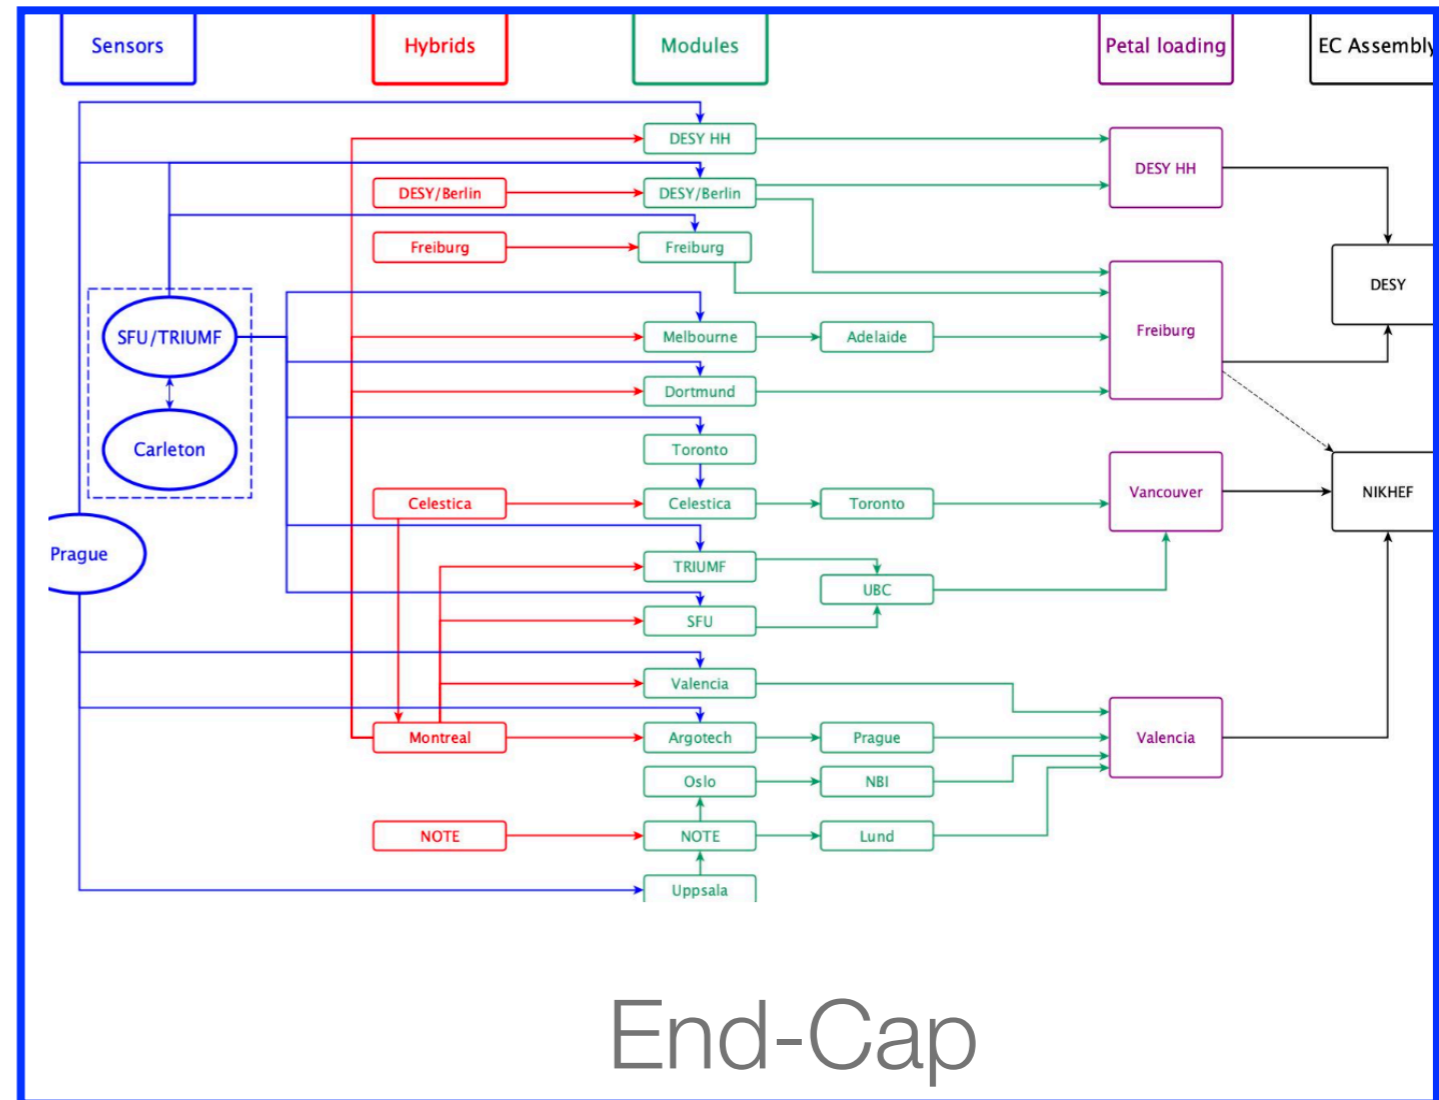 Sensors
Hybrids
Modules
Petal loading
EC Assembly
DESY HH
DESY HH
DESY/Berlin
DESY/Berlin
Freiburg
Freiburg
DESY
SFU/TRIUMF
Melbourne
Adelaide
Freiburg
Dortmund
Carleton
Toronto
Celestica
Celestica
Toronto
Vancouver
NIKHEF
Prague
TRIUMF
UBC
SFU
Valencia
Montreal
Argotech
Prague
Valencia
Oslo
NBI
NOTE
NOTE
Lund
Uppsala
End-Cap